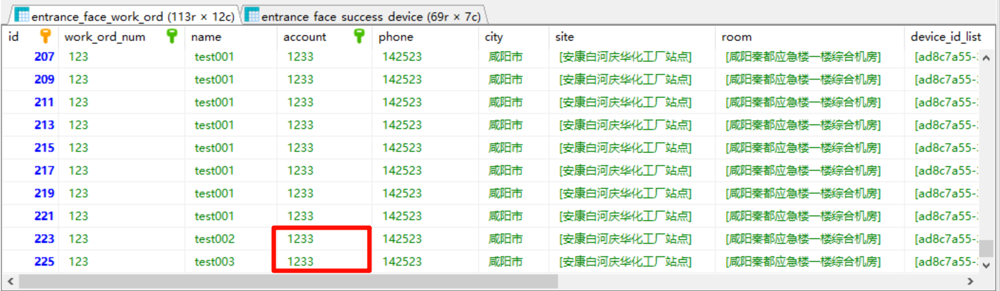 entrance_face_work_ord (113r × 12c) entrance face success device (69r × 7c)
id work_ord_num name account phone city site room device_id_list
207 123 test001 1233 142523 咸阳市 [安康白河庆华化工厂站点] [咸阳秦都应急楼一楼综合机房] [ad8c7a55-
209 123 test001 1233 142523 咸阳市 [安康白河庆华化工厂站点] [咸阳秦都应急楼一楼综合机房] [ad8c7a55-
211 123 test001 1233 142523 咸阳市 [安康白河庆华化工厂站点] [咸阳秦都应急楼一楼综合机房] [ad8c7a55-
213 123 test001 1233 142523 咸阳市 [安康白河庆华化工厂站点] [咸阳秦都应急楼一楼综合机房] [ad8c7a55-
215 123 test001 1233 142523 咸阳市 [安康白河庆华化工厂站点] [咸阳秦都应急楼一楼综合机房] [ad8c7a55-
217 123 test001 1233 142523 咸阳市 [安康白河庆华化工厂站点] [咸阳秦都应急楼一楼综合机房] [ad8c7a55-
219 123 test001 1233 142523 咸阳市 [安康白河庆华化工厂站点] [咸阳秦都应急楼一楼综合机房] [ad8c7a55-
221 123 test001 1233 142523 咸阳市 [安康白河庆华化工厂站点] [咸阳秦都应急楼一楼综合机房] [ad8c7a55-
223 123 test002 1233 142523 咸阳市 [安康白河庆华化工厂站点] [咸阳秦都应急楼一楼综合机房] [ad8c7a55-
225 123 test003 1233 142523 咸阳市 [安康白河庆华化工厂站点] [咸阳秦都应急楼一楼综合机房] [ad8c7a55-